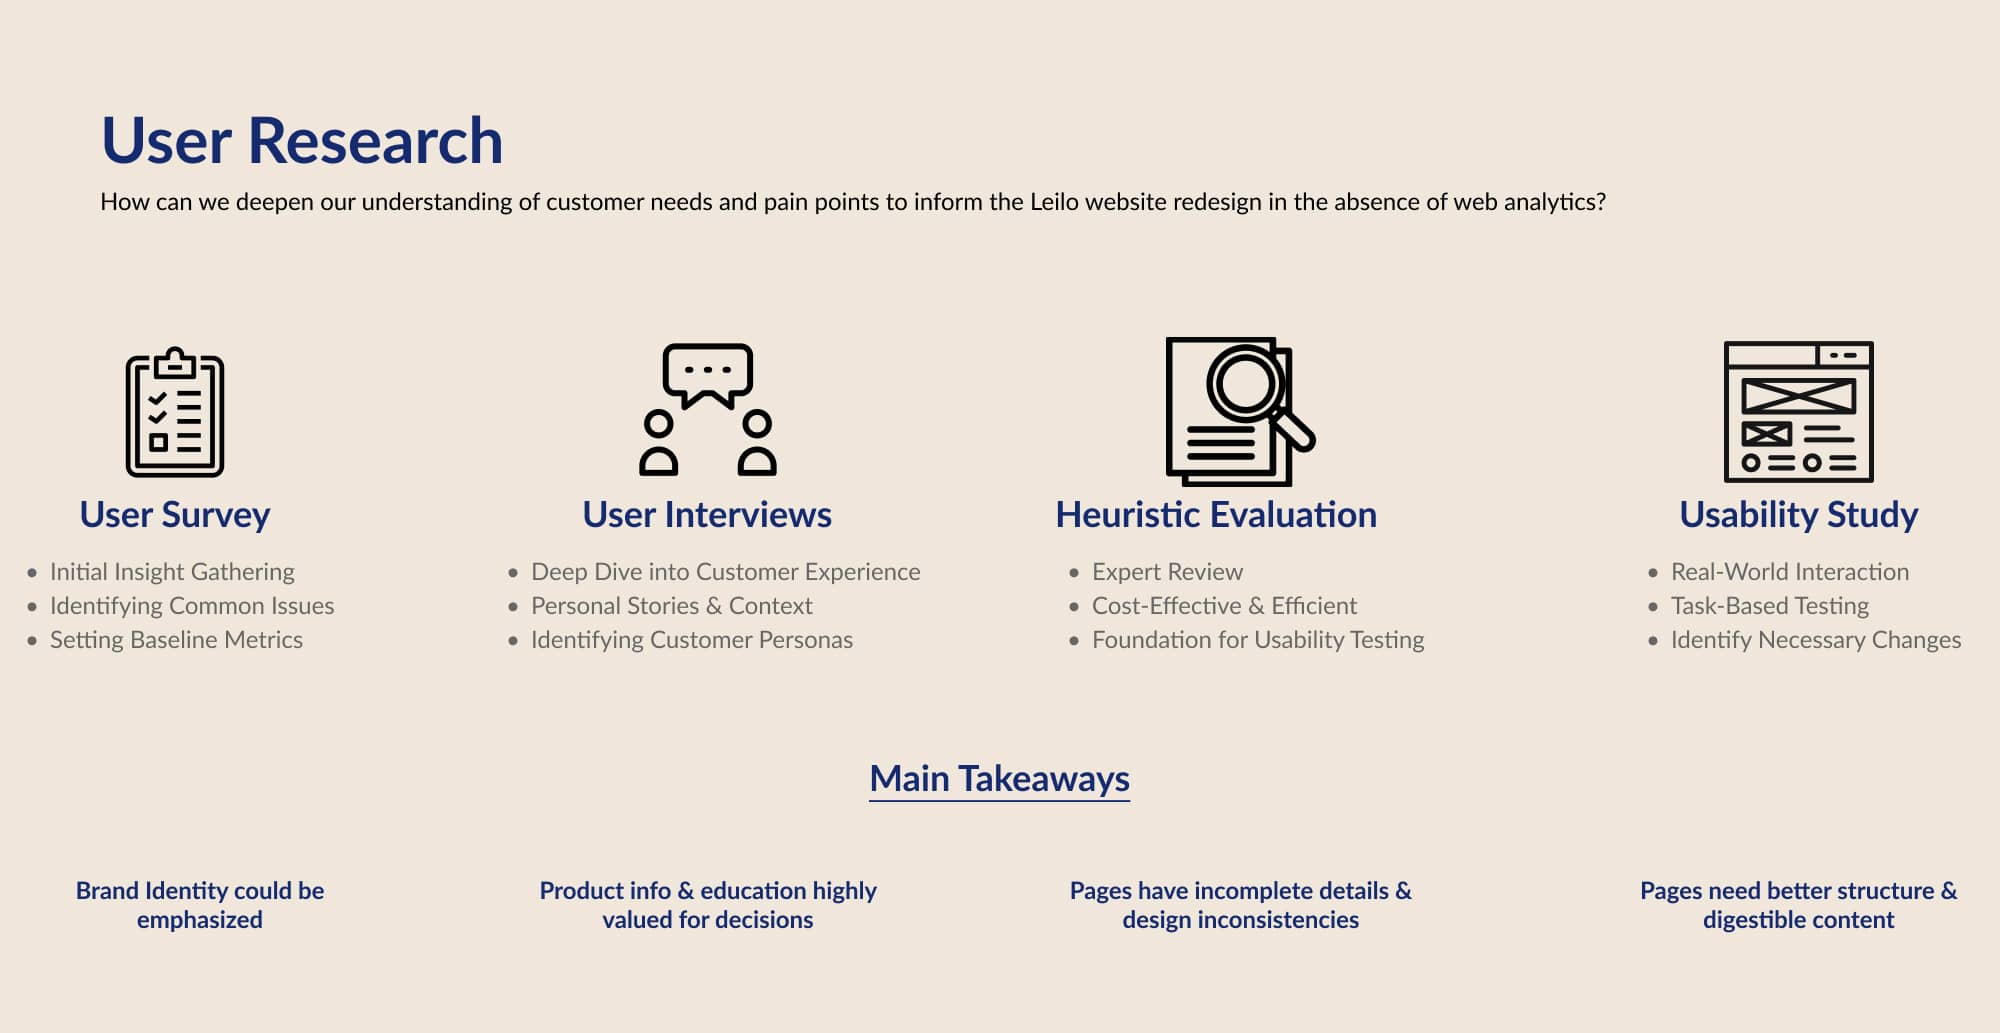 User Research
How can we deepen our understanding of customer needs and pain points to inform the Leilo website redesign in the absence of web analytics?
User Survey
• Initial Insight Gathering
• Identifying Common Issues
• Setting Baseline Metrics
User Interviews
• Deep Dive into Customer Experience
• Personal Stories & Context
• Identifying Customer Personas
Heuristic Evaluation
• Expert Review
• Cost-Effective & Efficient
• Foundation for Usability Testing
Usability Study
• Real-World Interaction
• Task-Based Testing
• Identify Necessary Changes
Main Takeaways
Brand Identity could be
emphasized
Product info & education highly
valued for decisions
Pages have incomplete details &
design inconsistencies
Pages need better structure &
digestible content